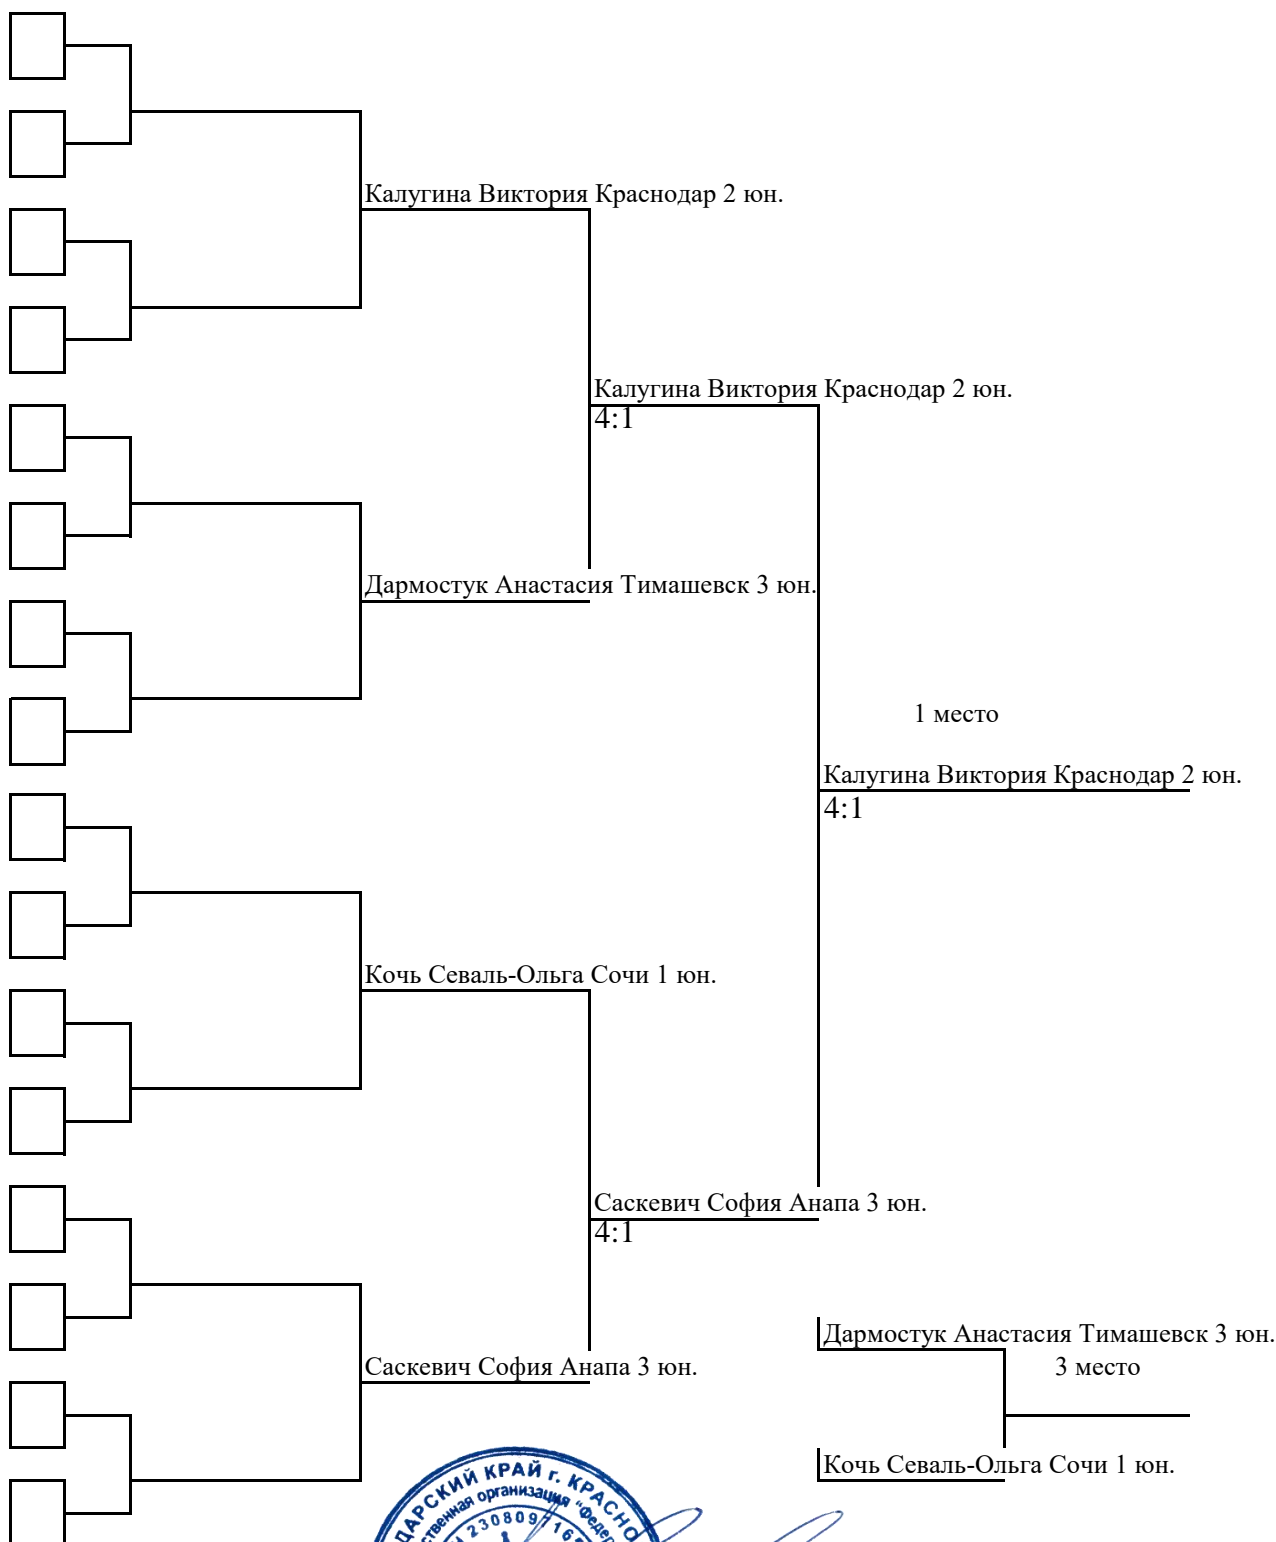 Калугина Виктория Краснодар 2 юн.
Калугина Виктория Краснодар 2 юн.
4:1
Дармостук Анастасия Тимашевск 3 юн.
1 место
Калугина Виктория Краснодар 2 юн.
4:1
Кочь Севаль-Ольга Сочи 1 юн.
Саскевич София Анапа 3 юн.
4:1
Дармостук Анастасия Тимашевск 3 юн.
Саскевич София Анапа 3 юн.
3 место
Кочь Севаль-Ольга Сочи 1 юн.
КРАЙ г.
организация